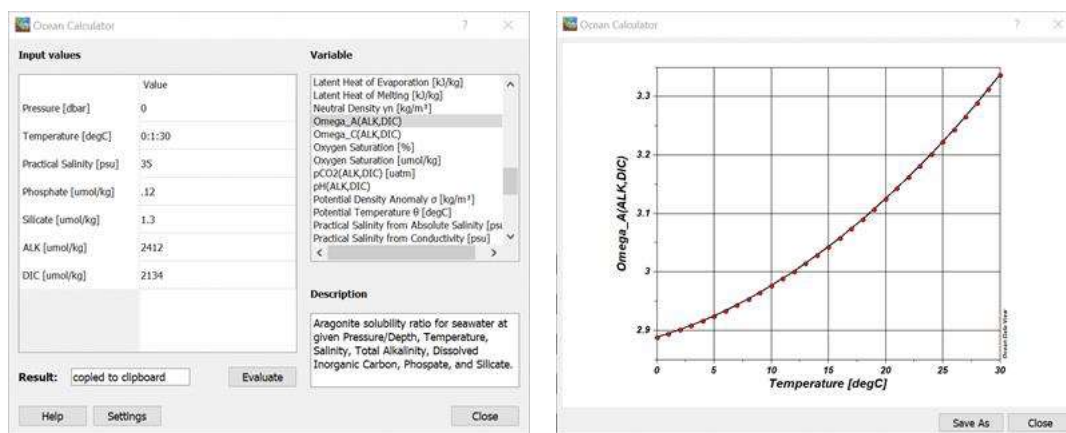 Ocean Calculator
Input values
Value
Pressure [dbar] 0
Temperature [degC] 0:1:30
Practical Salinity [psu] 35
Phosphate [umol/kg] .12
Silicate [umol/kg] 1.3
ALK [umol/kg] 2412
DIC [umol/kg] 2134
Result: copied to clipboard Evaluate
Help Settings
Variable
Latent Heat of Evaporation [kJ/kg]
Latent Heat of Melting [kJ/kg]
Neutral Density γn [kg/m³]
Omega_A(ALK,DIC)
Omega_C(ALK,DIC)
Oxygen Saturation [%]
Oxygen Saturation [umol/kg]
pCO2(ALK,DIC) [uatm]
pH(ALK,DIC)
Potential Density Anomaly σ [kg/m³]
Potential Temperature θ [degC]
Practical Salinity from Absolute Salinity [psu
Practical Salinity from Conductivity [psu]
Description
Aragonite solubility ratio for seawater at
given Pressure/Depth, Temperature,
Salinity, Total Alkalinity, Dissolved
Inorganic Carbon, Phospate, and Silicate.
Close
Ocean Calculator
3.3
3.2
3.1
3
2.9
Omega_A(ALK,DIC)
0 5 10 15 20 25 30
Temperature [degC]
Ocean Data View
Save As Close